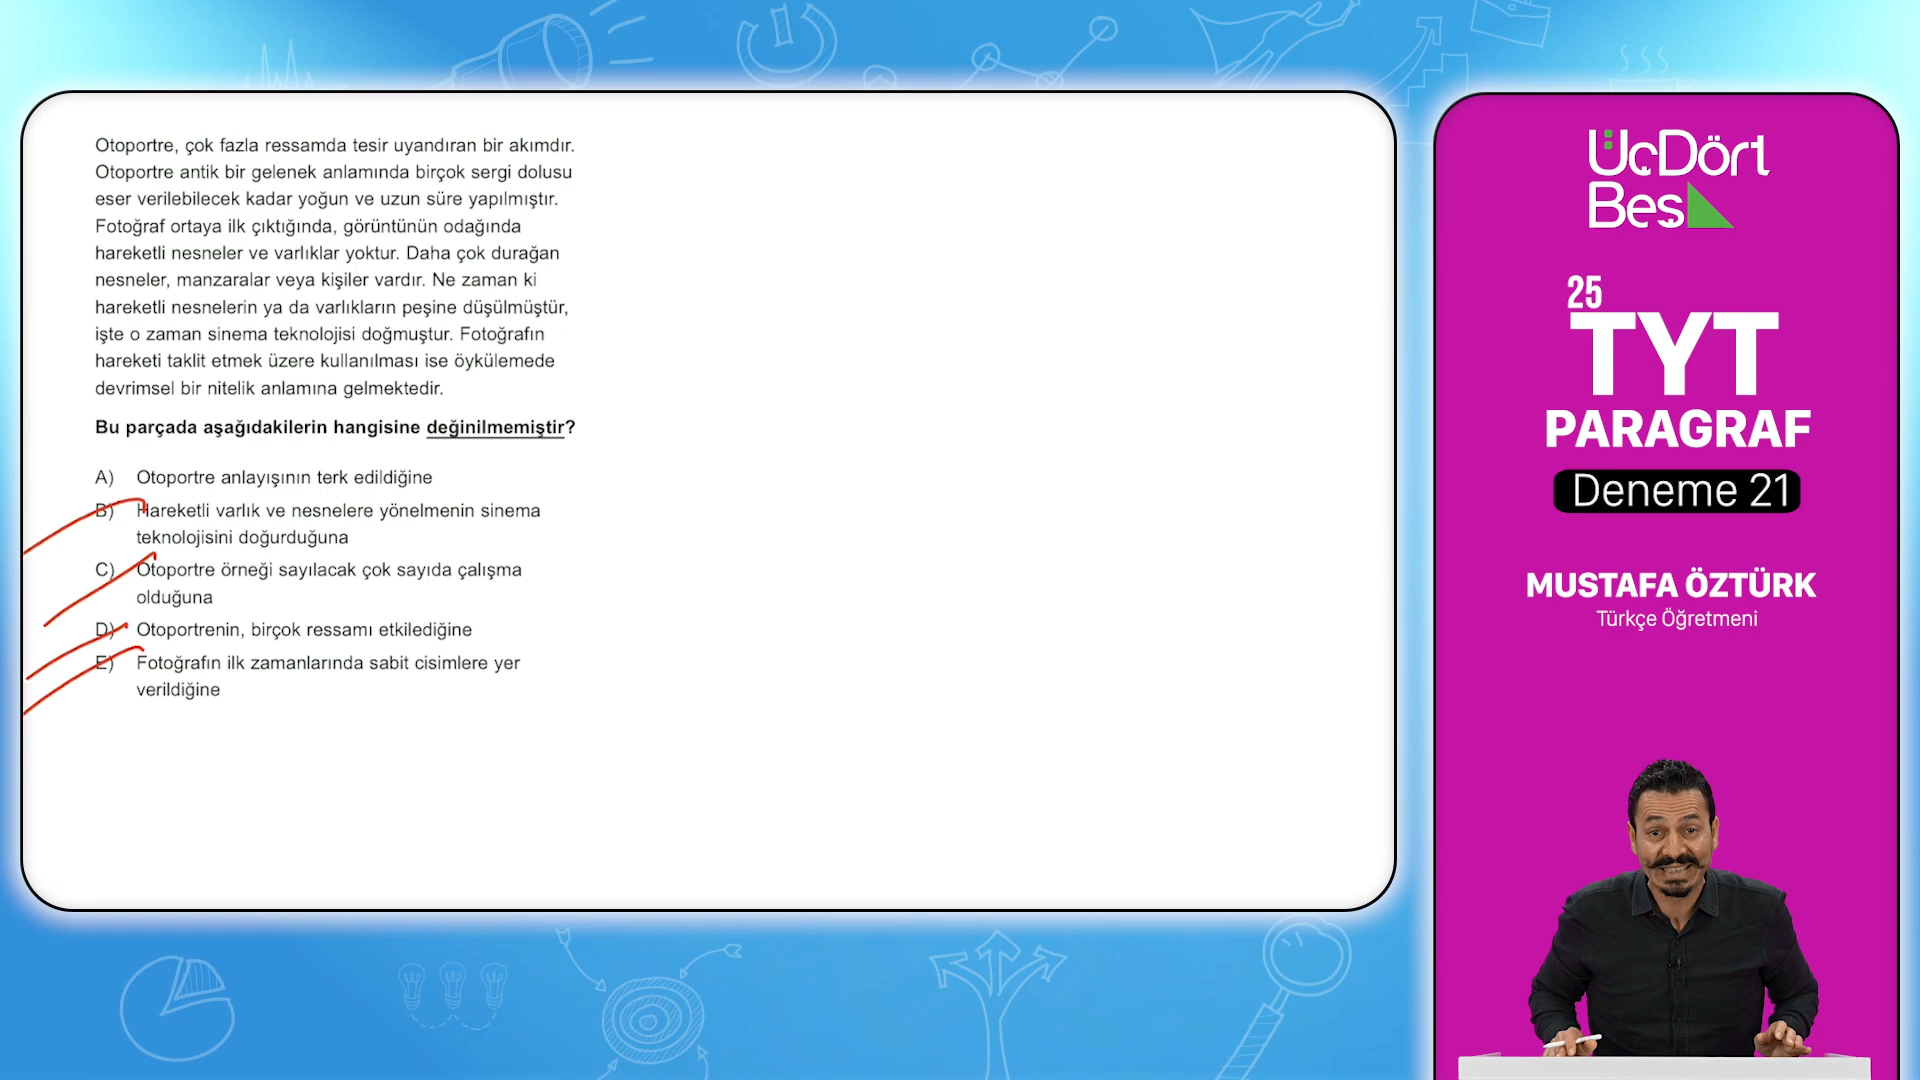 Otoportre, çok fazla ressamda tesir uyandıran bir akımdır.
Otoportre antik bir gelenek anlamında birçok sergi dolusu
eser verilebilecek kadar yoğun ve uzun süre yapılmıştır.
Fotoğraf ortaya ilk çıktığında, görüntünün odağında
hareketli nesneler ve varlıklar yoktur. Daha çok durağan
nesneler, manzaralar veya kişiler vardır. Ne zaman ki
hareketli nesnelerin ya da varlıkların peşine düşülmüştür,
işte o zaman sinema teknolojisi doğmuştur. Fotoğrafın
hareketi taklit etmek üzere kullanılması ise öykülemede
devrimsel bir nitelik anlamına gelmektedir.
Bu parçada aşağıdakilerin hangisine değinilmemiştir?
A) Otoportre anlayışının terk edildiğine
B) Hareketli varlık ve nesnelere yönelmenin sinema
teknolojisini doğurduğuna
C) Otoportre örneği sayılacak çok sayıda çalışma
olduğuna
D) Otoportrenin, birçok ressamı etkilediğine
E) Fotoğrafın ilk zamanlarında sabit cisimlere yer
verildiğine
ÜçDört
Beş
25
TYT
PARAGRAF
Deneme 21
MUSTAFA ÖZTÜRK
Türkçe Öğretmeni